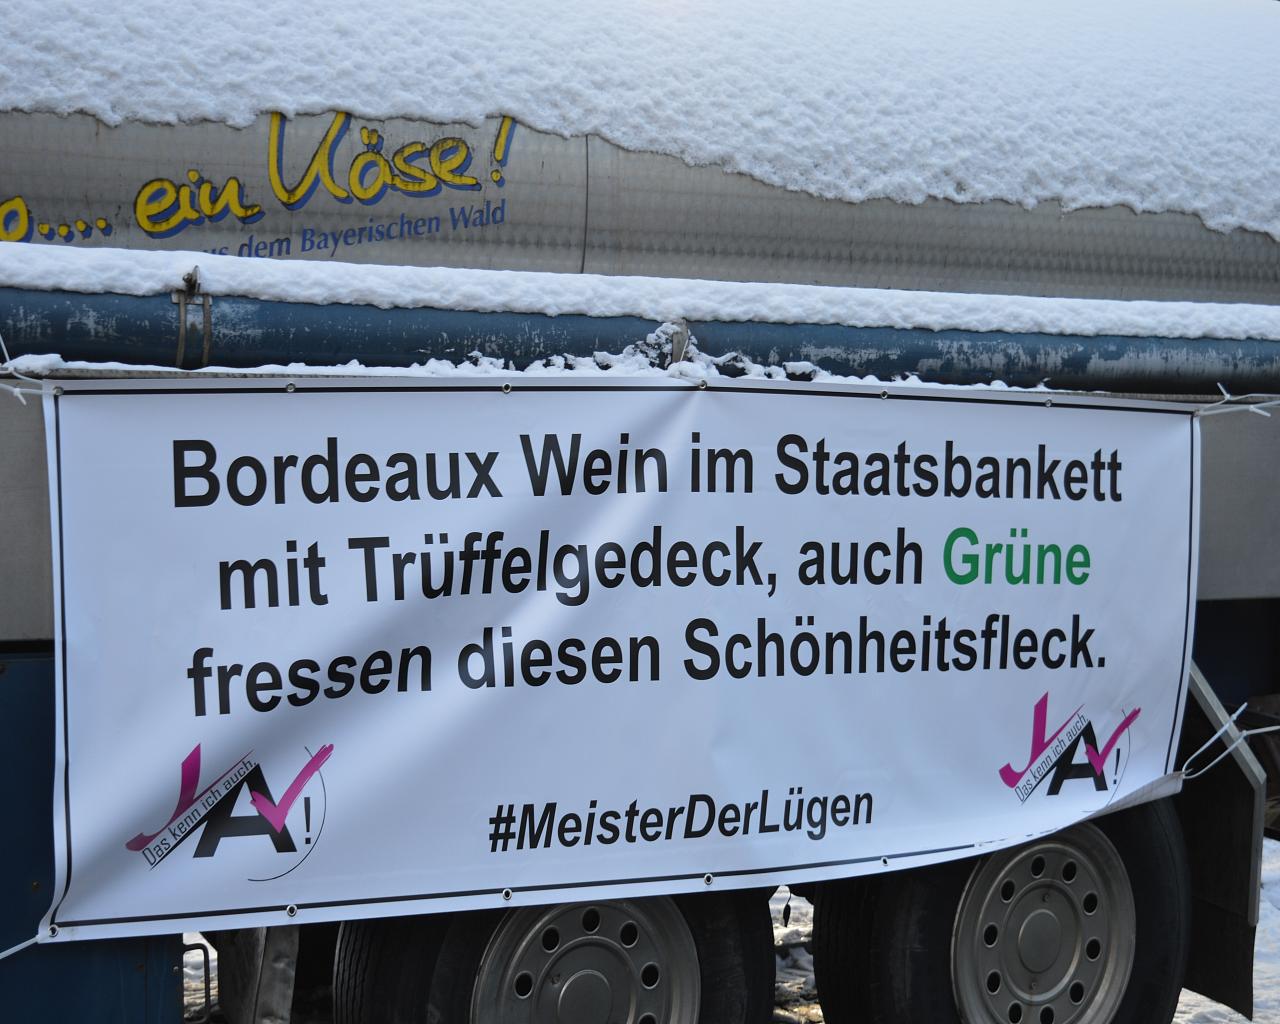 ein Käse!
aus dem Bayerischen Wald
Bordeaux Wein im Staatsbankett
mit Trüffelgedeck, auch Grüne
fressen diesen Schönheitsfleck.
JA!
Das kenn ich auch.
#MeisterDerLügen
JA!
Das kenn ich auch.